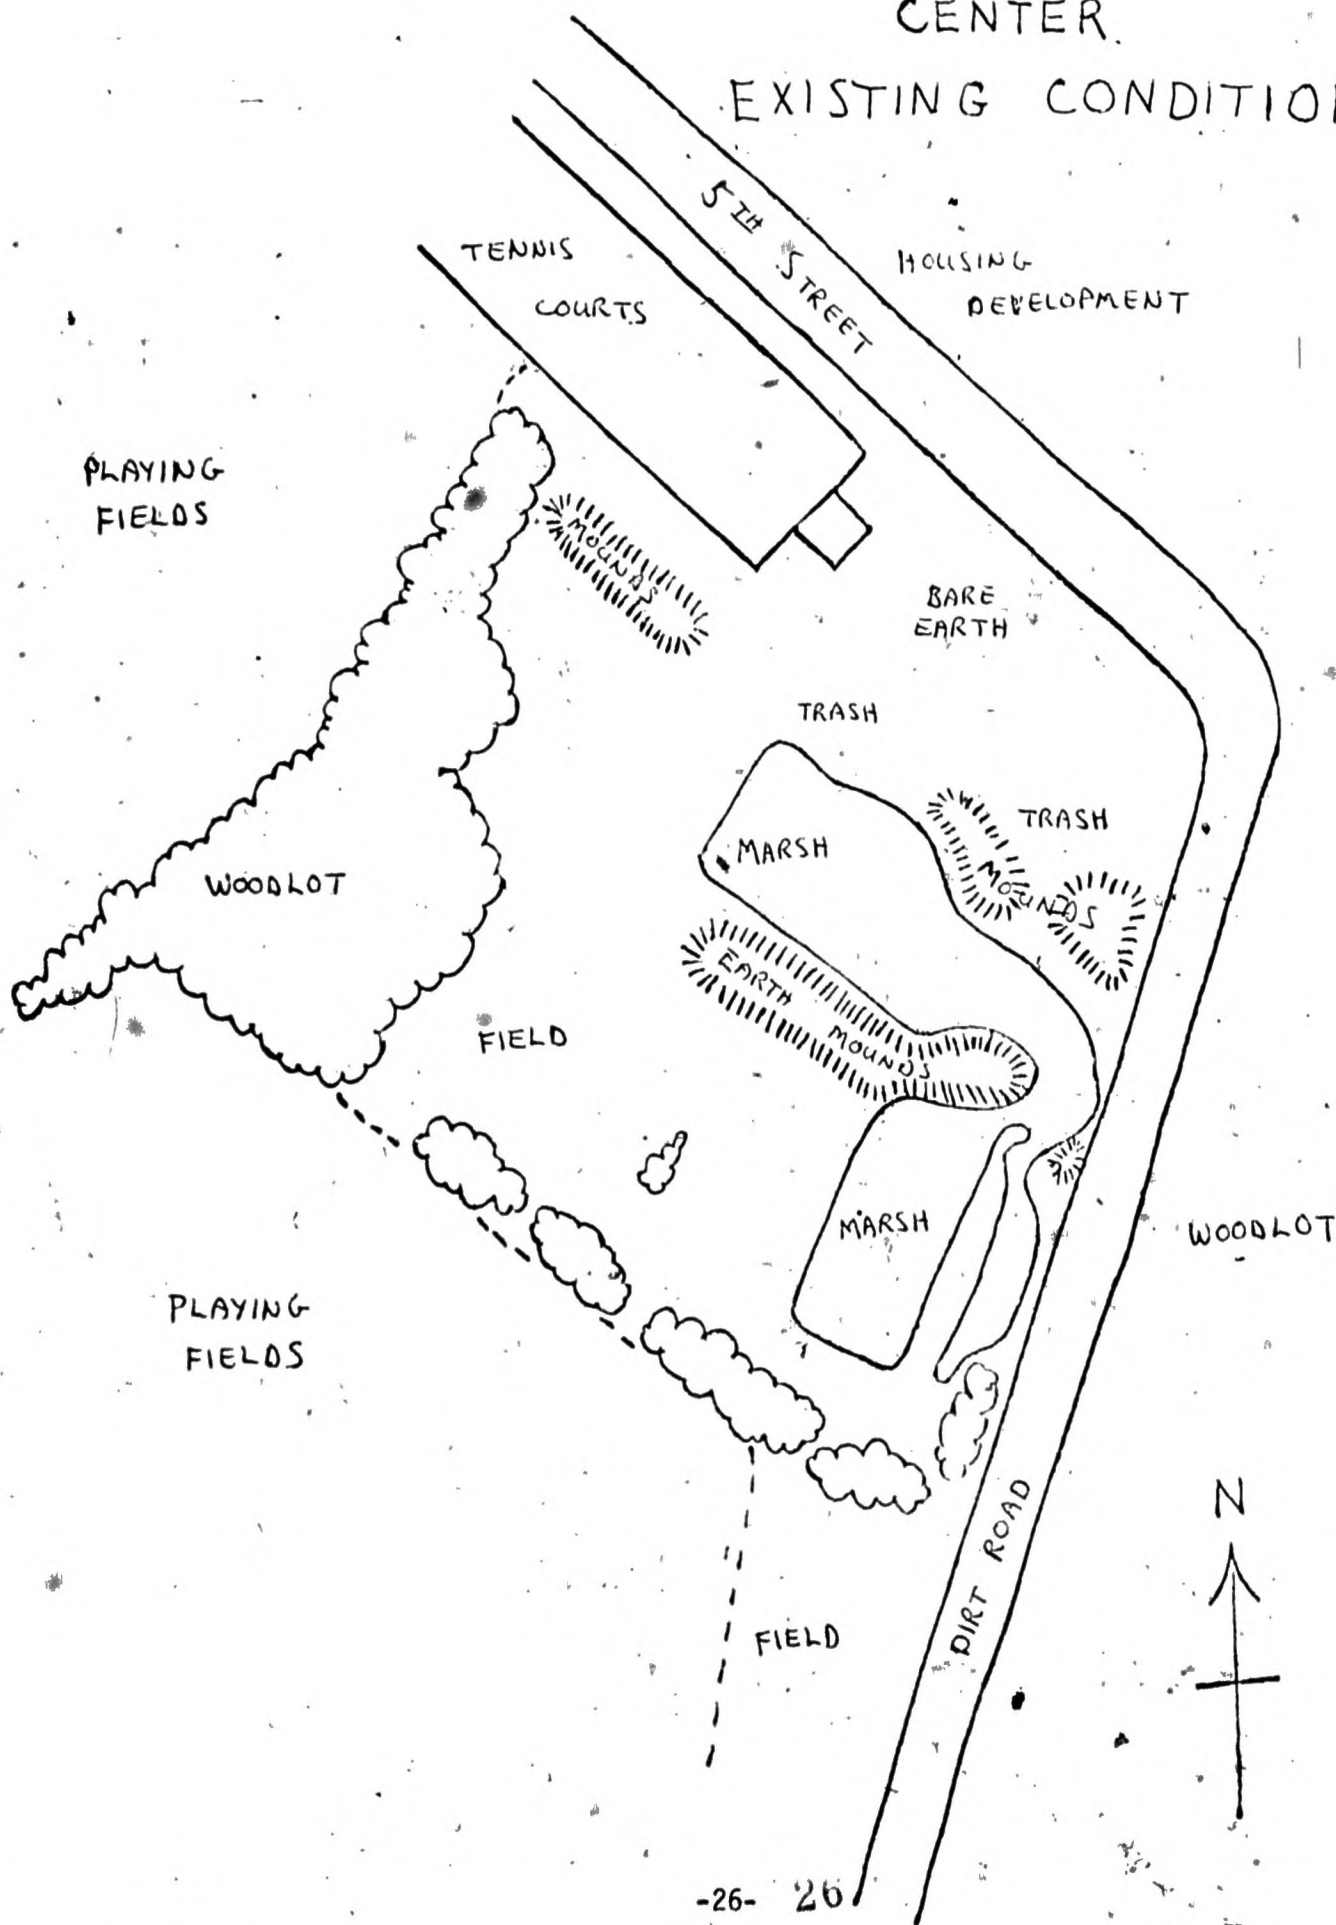 CENTER
EXISTING CONDITION
5TH STREET
HOUSING
DEVELOPMENT
TENNIS
COURTS
PLAYING
FIELDS
MOUNDS
BARE
EARTH
TRASH
TRASH
MARSH
MOUNDS
WOODLOT
EARTH
MOUNDS
FIELD
MARSH
WOODLOT
PLAYING
FIELDS
N
DIRT ROAD
FIELD
-26- 26